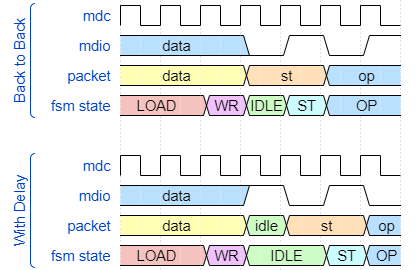 Back to Back
mdc
mdio data
packet data st op
fsm state LOAD WR IDLE ST OP
With Delay
mdc
mdio data
packet data idle st op
fsm state LOAD WR IDLE ST OP